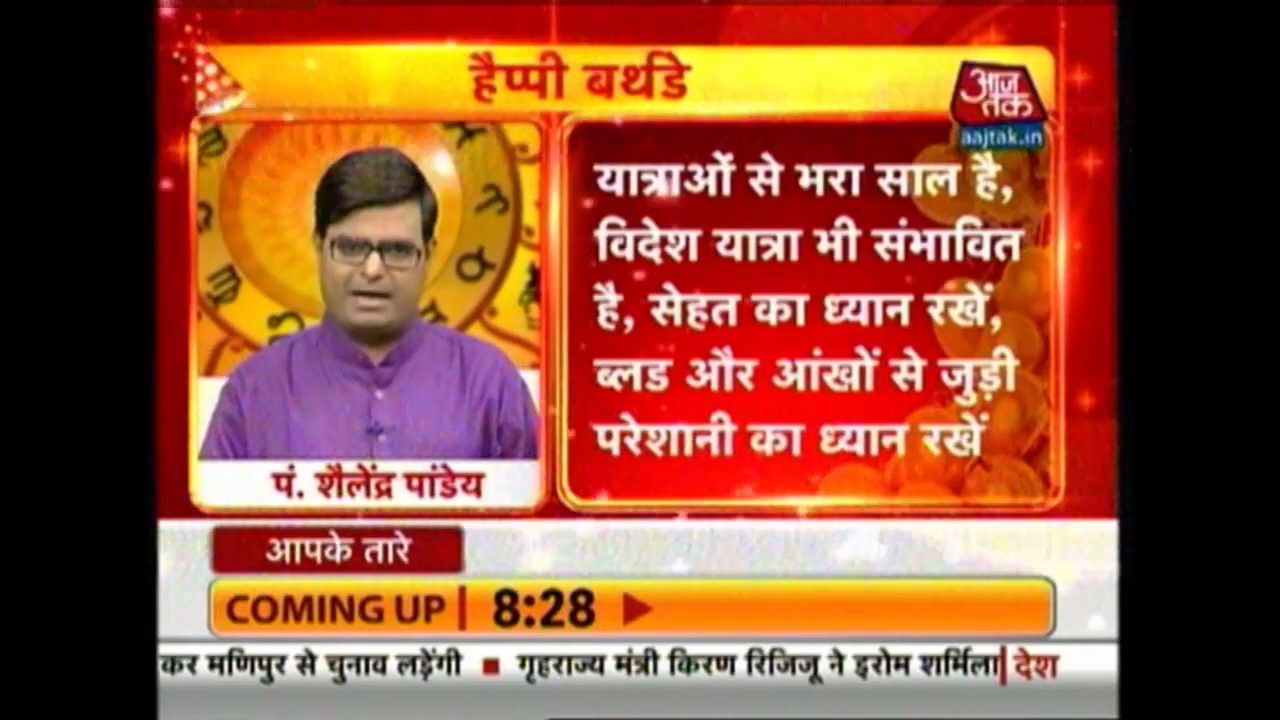 हैप्पी बर्थडे
आज
तक
aajtak.in
यात्राओं से भरा साल है,
विदेश यात्रा भी संभावित
है, सेहत का ध्यान रखें,
ब्लड और आंखों से जुड़ी
परेशानी का ध्यान रखें
पं. शैलेंद्र पांडेय
आपके तारे
COMING UP 8:28
कर मणिपुर से चुनाव लड़ेंगी ■ गृहराज्य मंत्री किरण रिजिजू ने इरोम शर्मिला देश